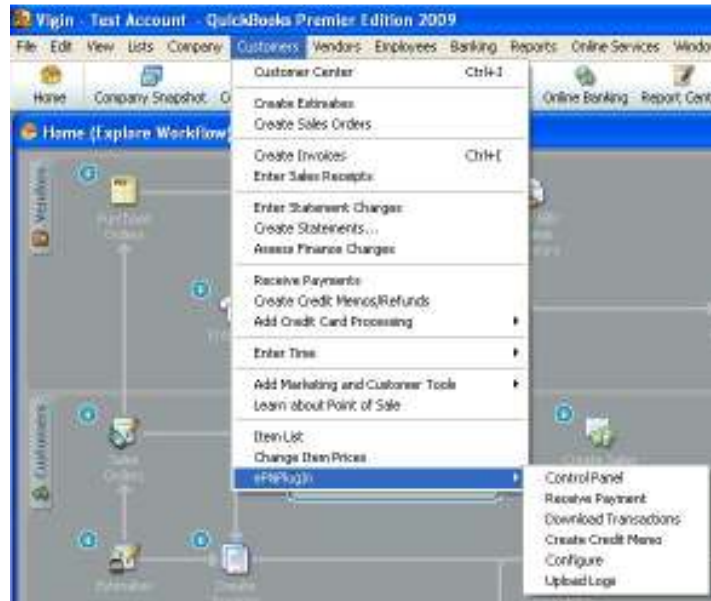 Vigin - Test Account - QuickBooks Premier Edition 2009
File Edit View Lists Company Customers Vendors Employees Banking Reports Online Services Windo
Home Company Snapshot Online Banking Report Cent
Home (Explore Workflow)
Customer Center Ctrl+J
Create Estimates
Create Sales Orders
Create Invoices Ctrl+I
Enter Sales Receipts
Enter Statement Charges
Create Statements...
Assess Finance Charges
Receive Payments
Create Credit Memos/Refunds
Add Credit Card Processing
Enter Time
Add Marketing and Customer Tools
Learn about Point of Sale
Item List
Change Item Prices
ePNPlugIn
Control Panel
Receive Payment
Download Transactions
Create Credit Memo
Configure
Upload Logs
Vendors
Purchase
Orders
Customers
Sales
Orders
Create Sales
Estimates
Create